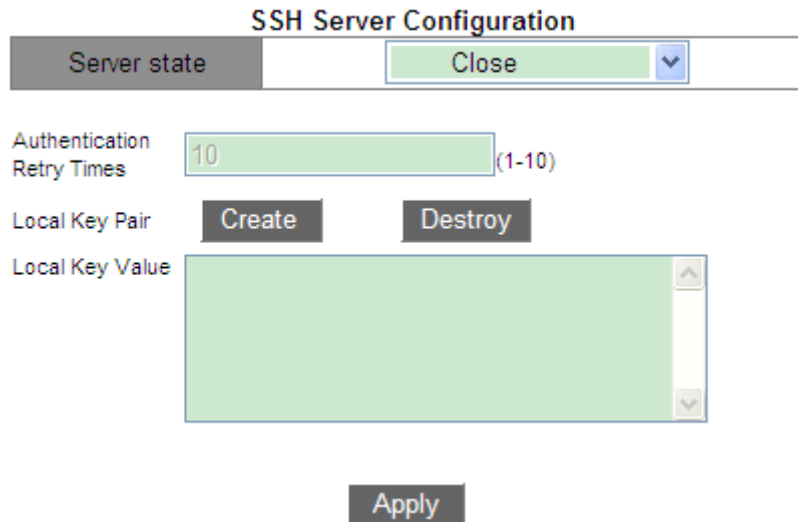 SSH Server Configuration
Server state Close
Authentication
Retry Times 10 (1-10)
Local Key Pair Create Destroy
Local Key Value
Apply